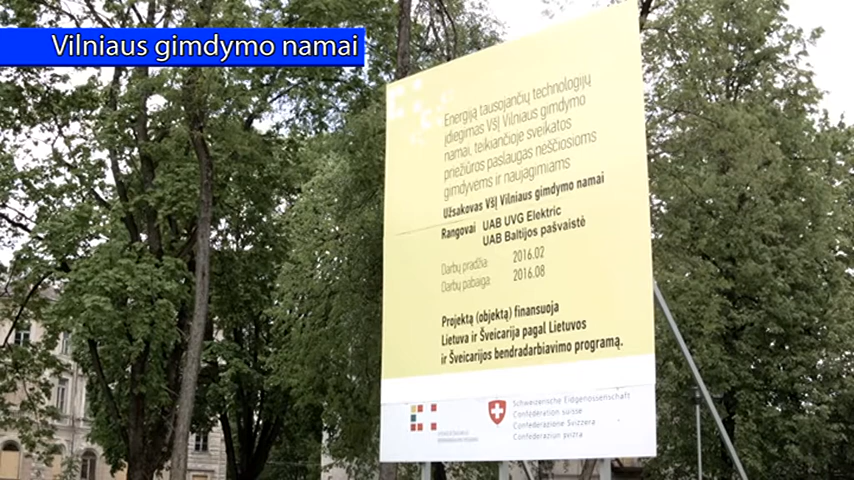 Vilniaus gimdymo namai
Energiją tausojančių technologijų
įdiegimas VšĮ Vilniaus gimdymo
namai, teikiančioje sveikatos
priežiūros paslaugas nėščiosioms
gimdyvėms ir naujagimiams
Užsakovas VšĮ Vilniaus gimdymo namai
Rangovai UAB UVG Elektric
UAB Baltijos pašvaistė
Darbų pradžia: 2016.02
Darbų pabaiga: 2016.08
Projektą (objektą) finansuoja
Lietuva ir Šveicarija pagal Lietuvos
ir Šveicarijos bendradarbiavimo programą.
Schweizerische Eidgenossenschaft
Confédération suisse
Confederazione Svizzera
Confederaziun svizra